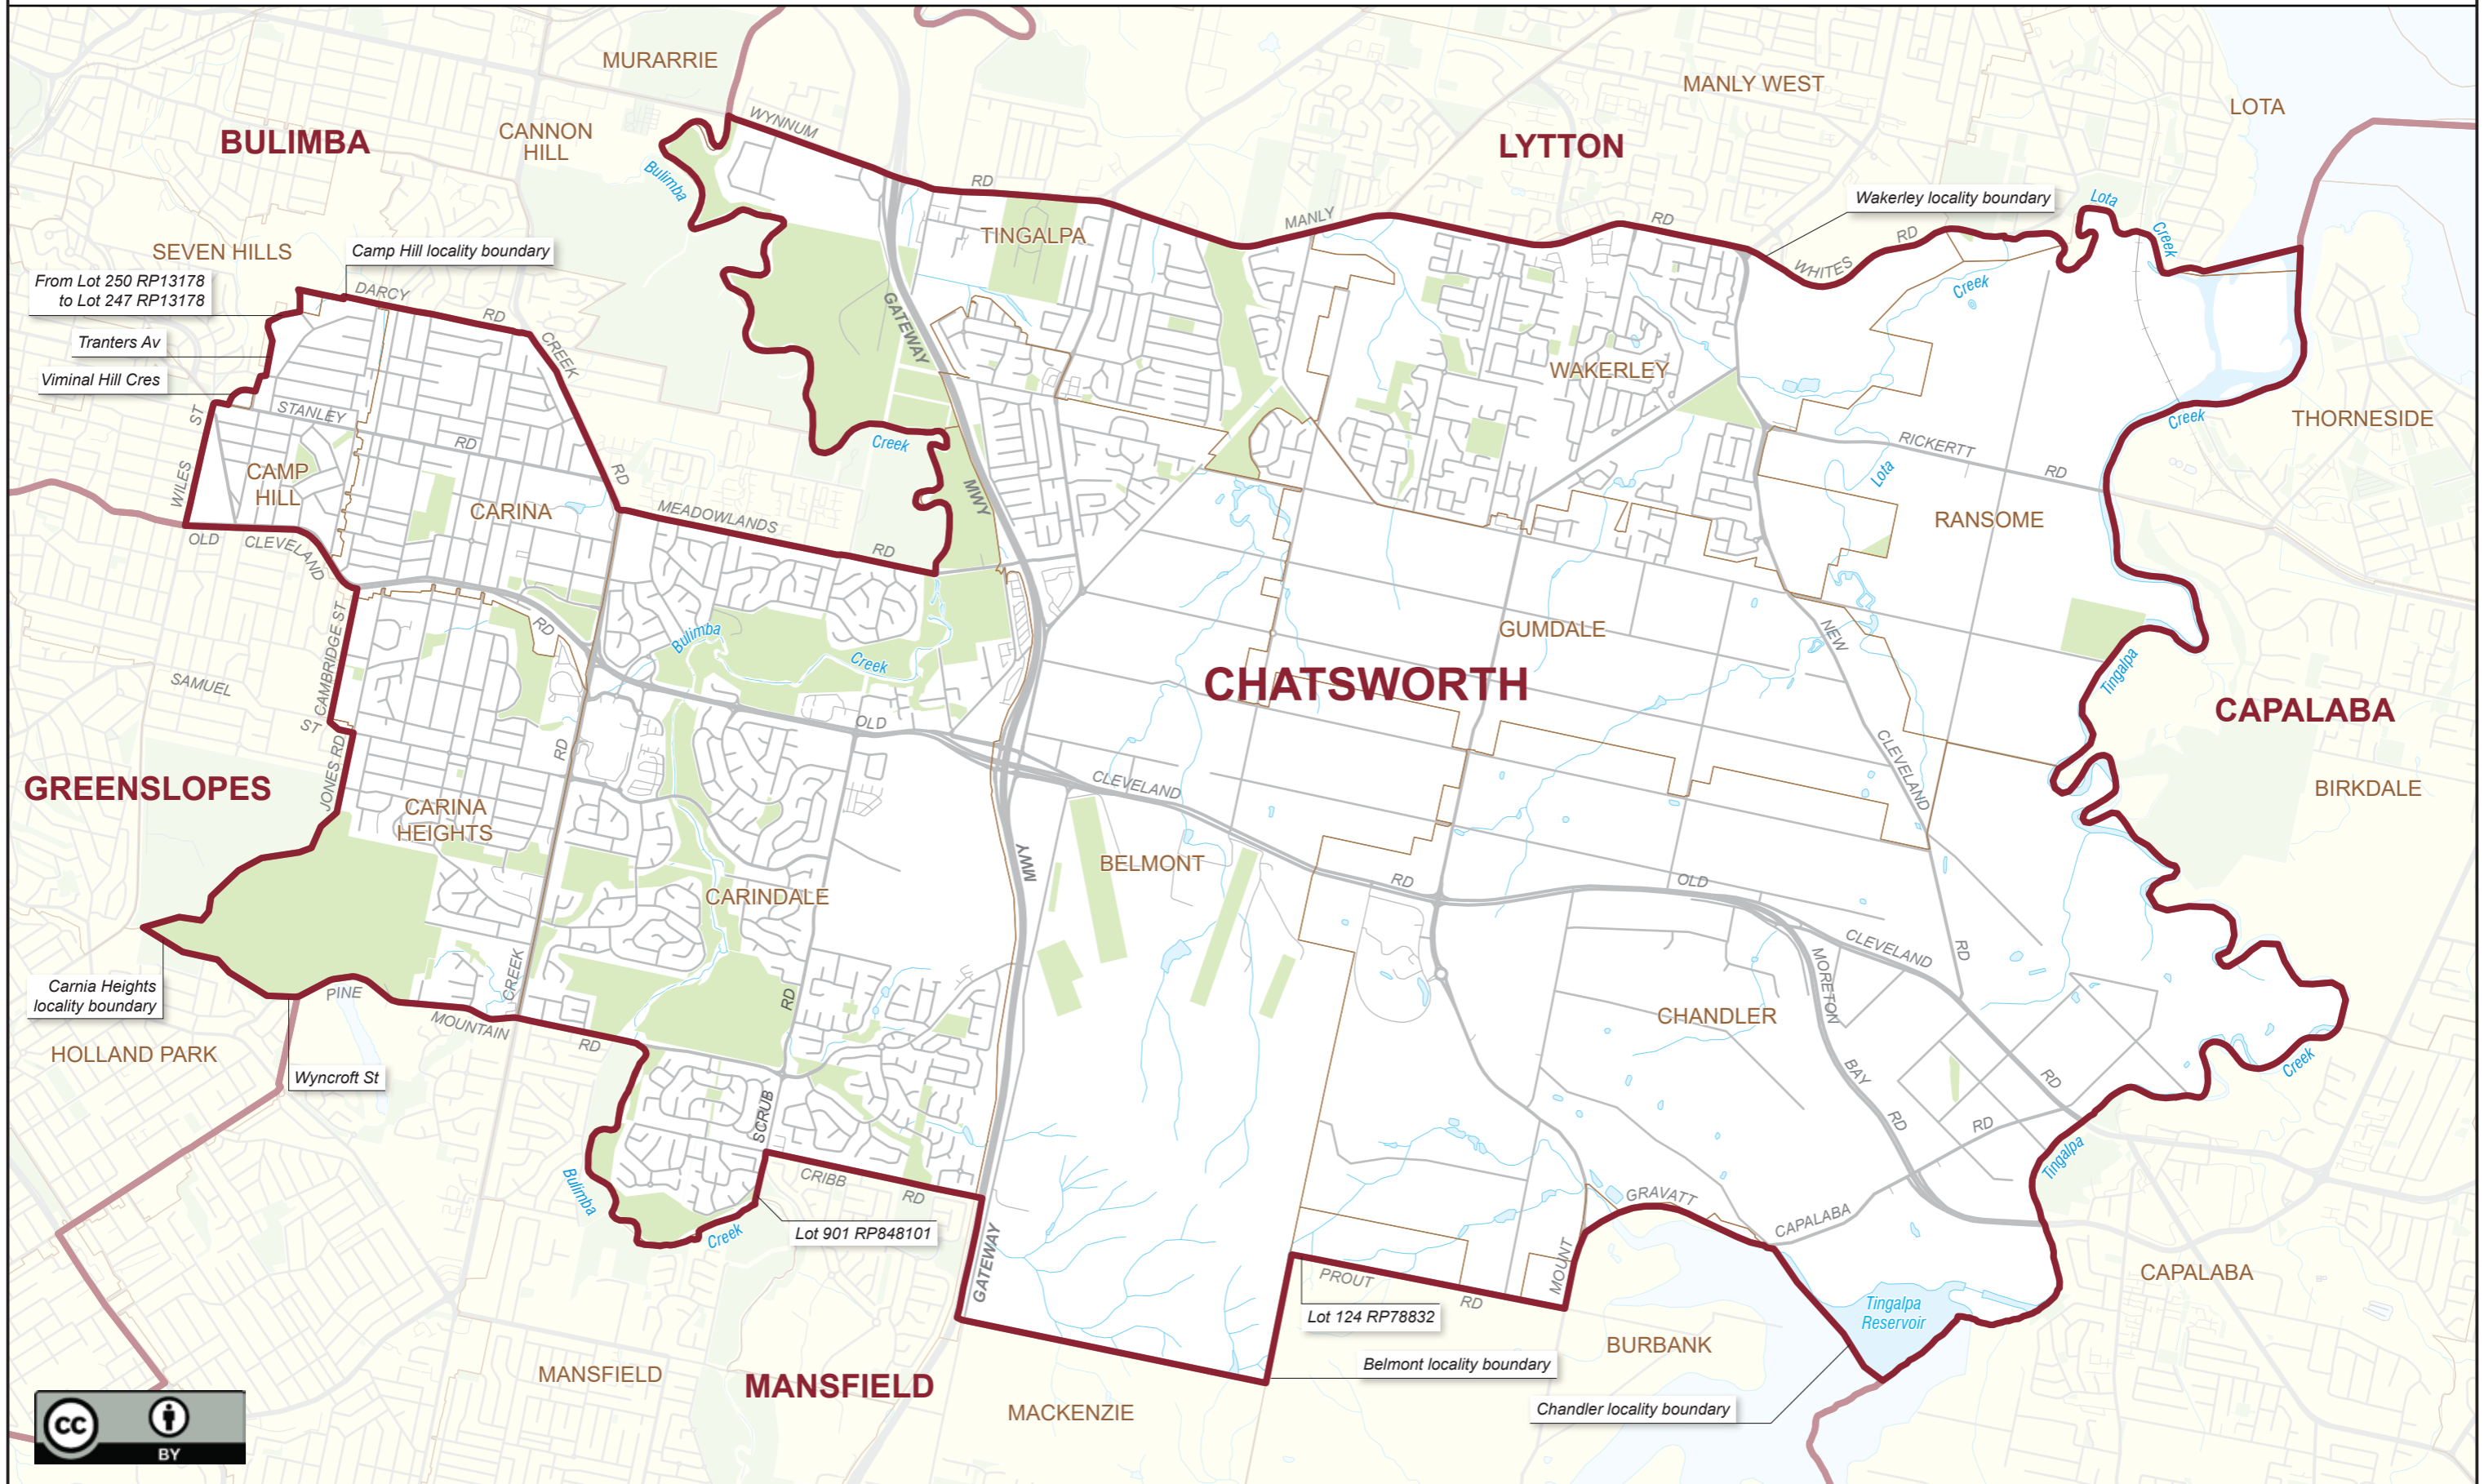 MURARRIE
MANLY WEST
LOTA
BULIMBA
CANNON
HILL
WYNNUM
LYTTON
Bulimba
RD
Wakerley locality boundary
Lota
SEVEN HILLS
Camp Hill locality boundary
TINGALPA
MANLY
RD
RD
Creek
From Lot 250 RP13178
to Lot 247 RP13178
DARCY
RD
WHITES
Creek
GATEWAY
Tranters Av
CREEK
Viminal Hill Cres
WAKERLEY
ST
STANLEY
RD
Creek
Creek
THORNESIDE
RICKERTT
RD
CAMP
HILL
WILES
RD
MWY
Lota
CARINA
MEADOWLANDS
RANSOME
OLD
CLEVELAND
RD
CAMBRIDGE ST
RD
Bulimba
Creek
GUMDALE
NEW
Tingalpa
SAMUEL
ST
CHATSWORTH
CAPALABA
OLD
JONES RD
RD
CLEVELAND
CLEVELAND
GREENSLOPES
BIRKDALE
CARINA
HEIGHTS
MWY
BELMONT
CARINDALE
RD
OLD
CLEVELAND
RD
MORETON
Carnia Heights
locality boundary
PINE
CREEK
RD
CHANDLER
MOUNTAIN
RD
HOLLAND PARK
Creek
Wyncroft St
BAY
RD
SCRUB
RD
RD
Tingalpa
Bulimba
CRIBB
RD
GRAVATT
CAPALABA
Lot 901 RP848101
Creek
GATEWAY
MOUNT
PROUT
RD
CAPALABA
Lot 124 RP78832
Tingalpa
Reservoir
BURBANK
Belmont locality boundary
MANSFIELD
MANSFIELD
MACKENZIE
Chandler locality boundary
cc
BY